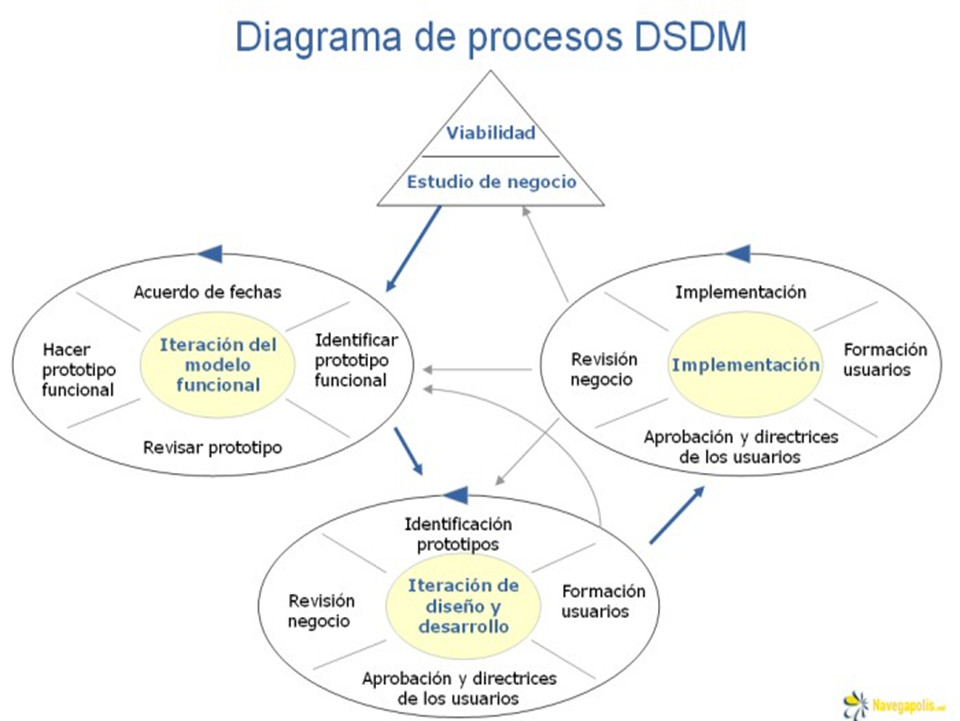 Diagrama de procesos DSDM
Viabilidad
Estudio de negocio
Acuerdo de fechas
Hacer
prototipo
funcional
Iteración del
modelo
funcional
Identificar
prototipo
funcional
Revisar prototipo
Implementación
Revisión
negocio
Implementación
Formación
usuarios
Aprobación y directrices
de los usuarios
Identificación
prototipos
Revisión
negocio
Iteración de
diseño y
desarrollo
Formación
usuarios
Aprobación y directrices
de los usuarios
Navegapolis.net